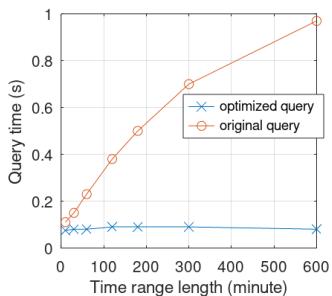 1
0.8
0.6
0.4
0.2
0
0 100 200 300 400 500 600
Query time (s)
Time range length (minute)
optimized query
original query